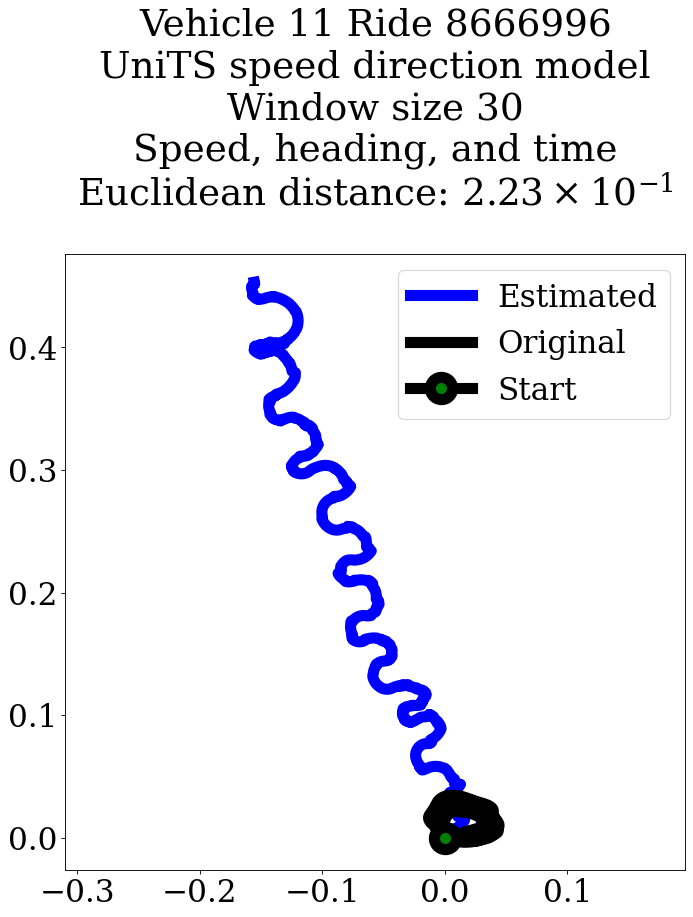 Vehicle 11 Ride 8666996
UniTS speed direction model
Window size 30
Speed, heading, and time
Euclidean distance: 2.23 × 10⁻¹
Estimated
Original
Start
0.4
0.3
0.2
0.1
0.0
−0.3 −0.2 −0.1 0.0 0.1